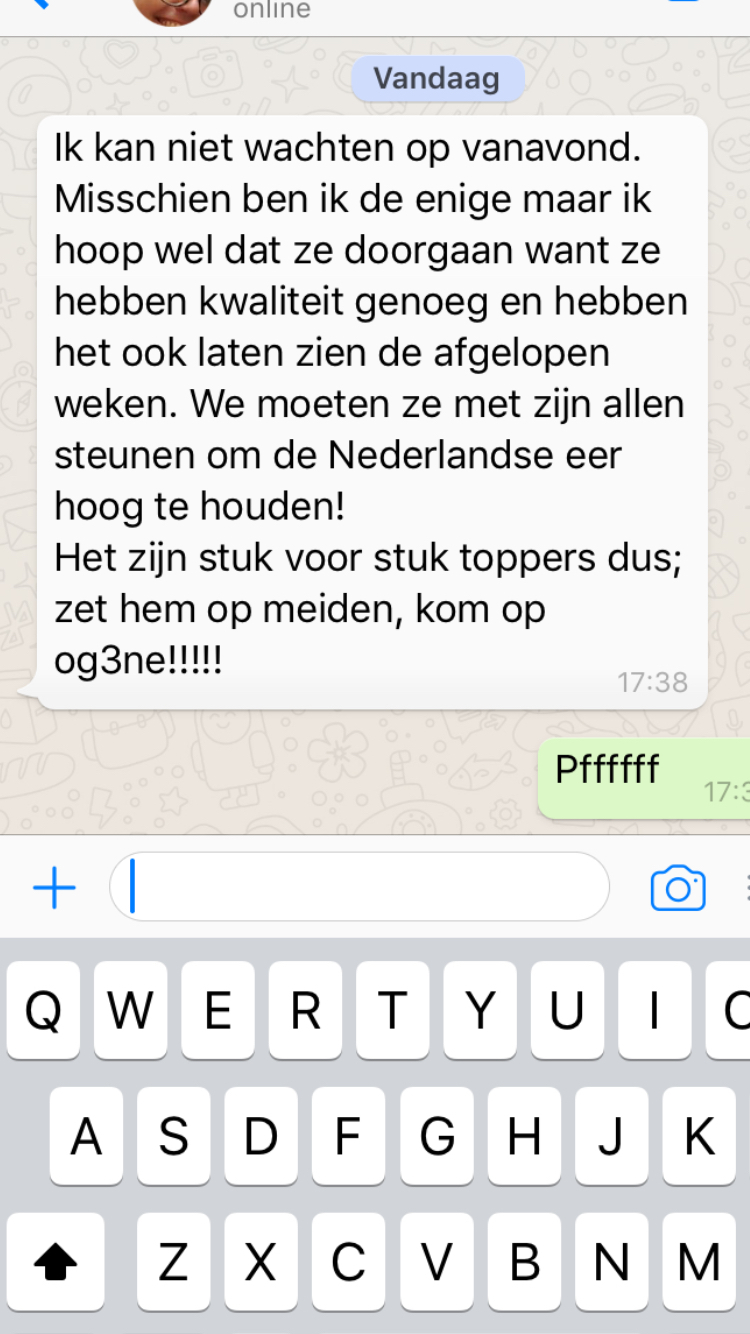 online
Vandaag
Ik kan niet wachten op vanavond.
Misschien ben ik de enige maar ik
hoop wel dat ze doorgaan want ze
hebben kwaliteit genoeg en hebben
het ook laten zien de afgelopen
weken. We moeten ze met zijn allen
steunen om de Nederlandse eer
hoog te houden!
Het zijn stuk voor stuk toppers dus;
zet hem op meiden, kom op
og3ne!!!!!
17:38
Pffffff
Q W E R T Y U I
A S D F G H J K
Z X C V B N M